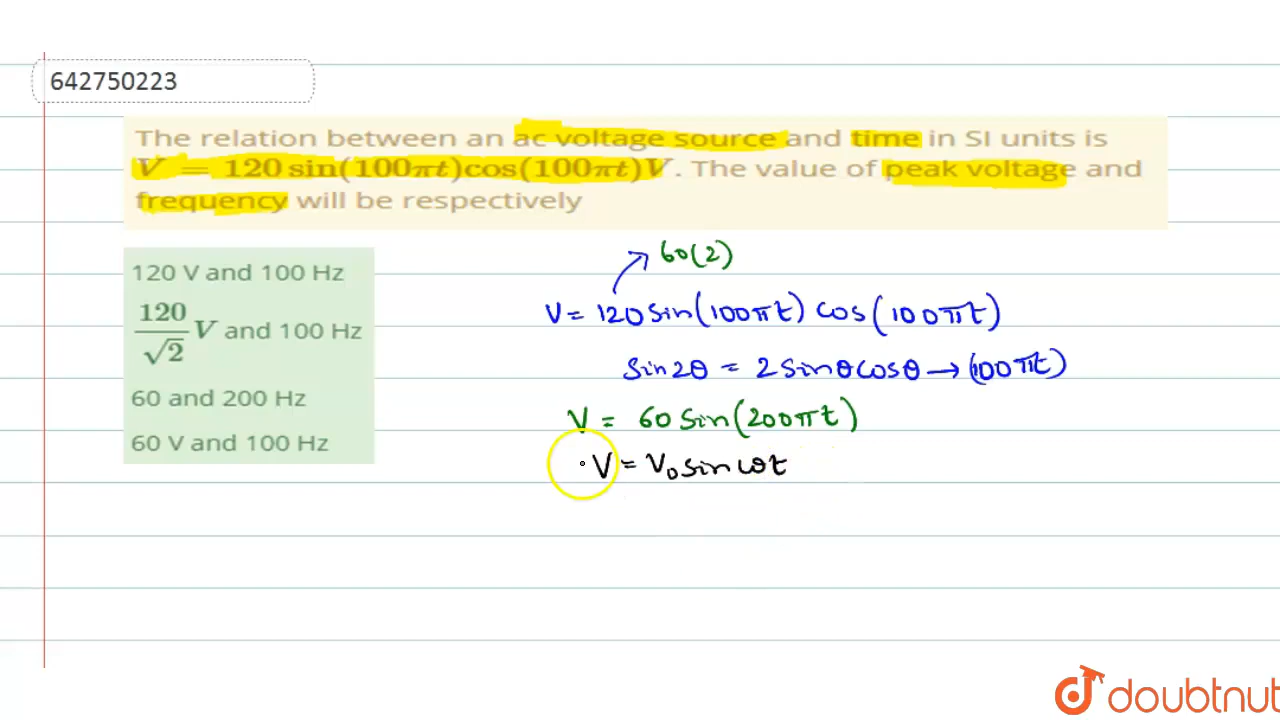 642750223
The relation between an ac voltage source and time in SI units is
V = 120 sin(100πt)cos(100πt)V. The value of peak voltage and
frequency will be respectively
120 V and 100 Hz
120/√2 V and 100 Hz
60 and 200 Hz
60 V and 100 Hz
60(2)
V = 120 sin(100πt) cos(100πt)
sin2θ = 2 sinθcosθ → (100πt)
V = 60 sin(200πt)
V = V₀ sin ωt
doubtnut